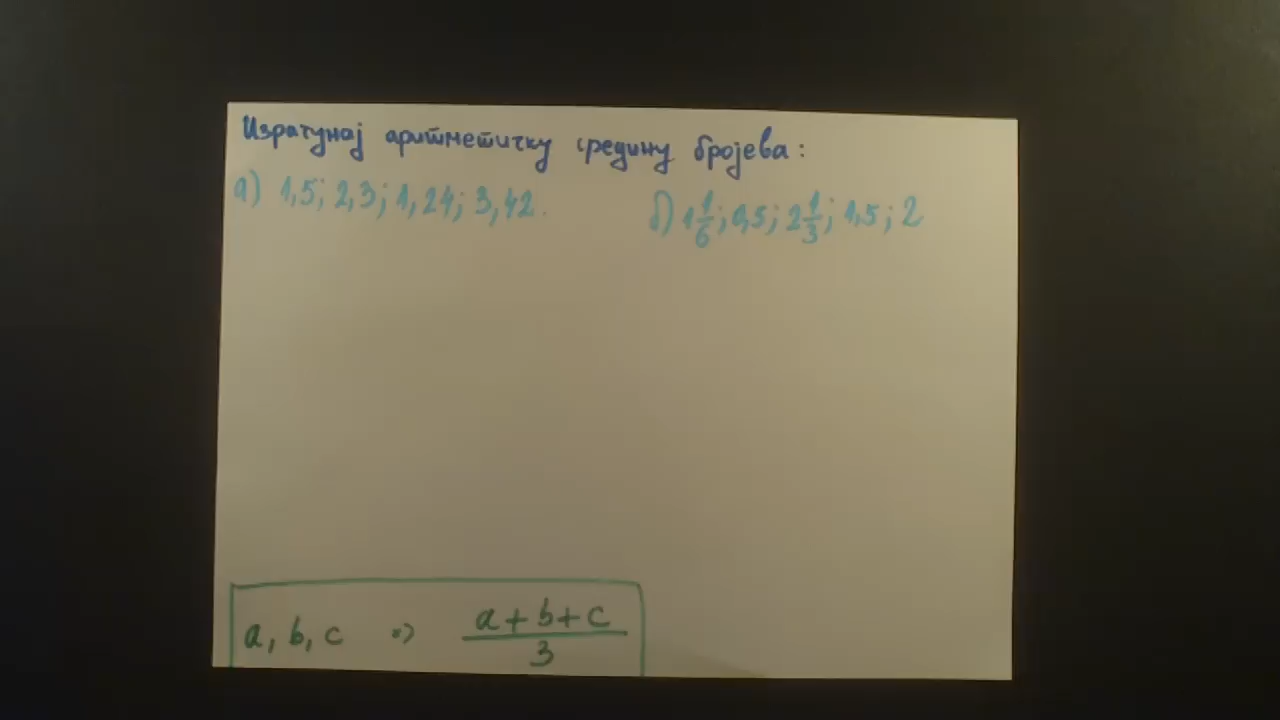 Израчунај аритметичку средину бројева:
а) 1,5; 2,3; 1,24; 3,42.
б) 1 1/6; 0,5; 2 1/3; 1,5; 2
a, b, c => a+b+c/3